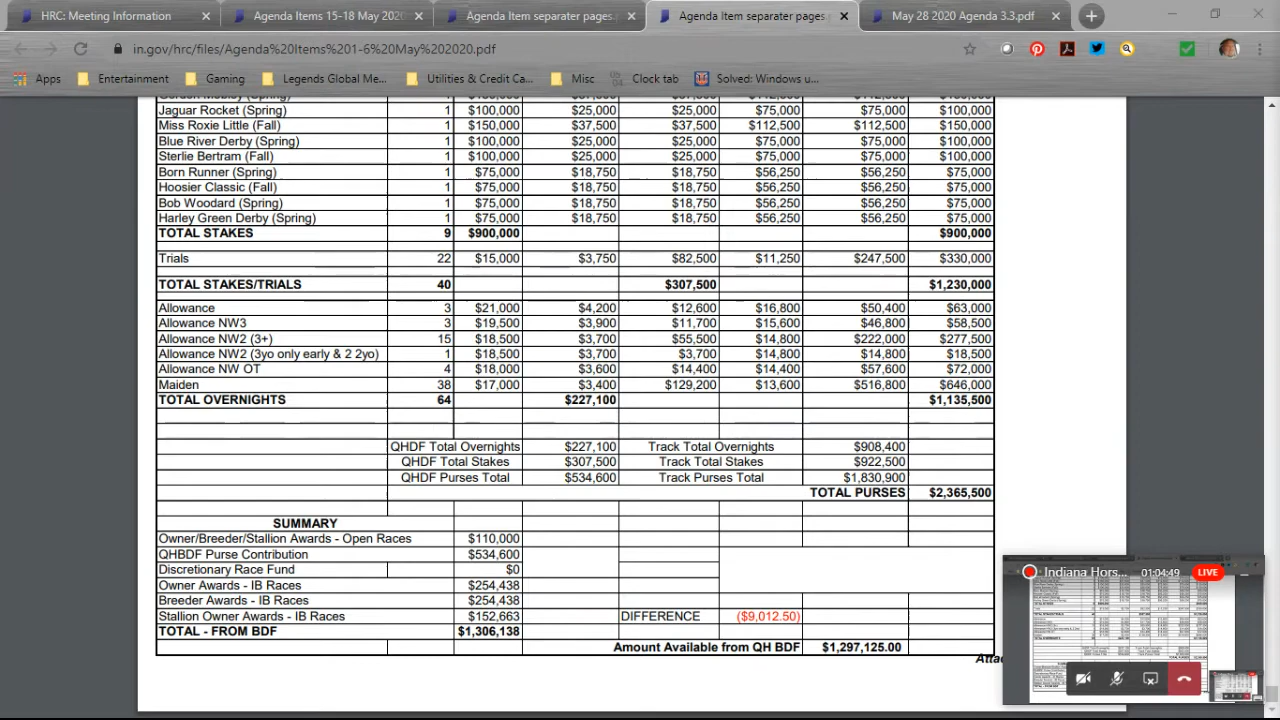 HRC: Meeting Information
Agenda Items 15-18 May 2020
Agenda Item separater pages
Agenda Item separater pages
May 28 2020 Agenda 3.3.pdf
in.gov/hrc/files/Agenda%20Items%201-6%20May%202020.pdf
Apps Entertainment Gaming Legends Global Me... Utilities & Credit Ca... Misc Clock tab Solved: Windows u...
Jaguar Rocket (Spring) 1 $100,000 $25,000 $25,000 $75,000 $75,000 $100,000
Miss Roxie Little (Fall) 1 $150,000 $37,500 $37,500 $112,500 $112,500 $150,000
Blue River Derby (Spring) 1 $100,000 $25,000 $25,000 $75,000 $75,000 $100,000
Sterlie Bertram (Fall) 1 $100,000 $25,000 $25,000 $75,000 $75,000 $100,000
Born Runner (Spring) 1 $75,000 $18,750 $18,750 $56,250 $56,250 $75,000
Hoosier Classic (Fall) 1 $75,000 $18,750 $18,750 $56,250 $56,250 $75,000
Bob Woodard (Spring) 1 $75,000 $18,750 $18,750 $56,250 $56,250 $75,000
Harley Green Derby (Spring) 1 $75,000 $18,750 $18,750 $56,250 $56,250 $75,000
TOTAL STAKES 9 $900,000 $900,000
Trials 22 $15,000 $3,750 $82,500 $11,250 $247,500 $330,000
TOTAL STAKES/TRIALS 40 $307,500 $1,230,000
Allowance 3 $21,000 $4,200 $12,600 $16,800 $50,400 $63,000
Allowance NW3 3 $19,500 $3,900 $11,700 $15,600 $46,800 $58,500
Allowance NW2 (3+) 15 $18,500 $3,700 $55,500 $14,800 $222,000 $277,500
Allowance NW2 (3yo only early & 2 2yo) 1 $18,500 $3,700 $3,700 $14,800 $14,800 $18,500
Allowance NW OT 4 $18,000 $3,600 $14,400 $14,400 $57,600 $72,000
Maiden 38 $17,000 $3,400 $129,200 $13,600 $516,800 $646,000
TOTAL OVERNIGHTS 64 $227,100 $1,135,500
QHDF Total Overnights $227,100 Track Total Overnights $908,400
QHDF Total Stakes $307,500 Track Total Stakes $922,500
QHDF Purses Total $534,600 Track Purses Total $1,830,900
TOTAL PURSES $2,365,500
SUMMARY
Owner/Breeder/Stallion Awards - Open Races $110,000
QHBDF Purse Contribution $534,600
Discretionary Race Fund $0
Owner Awards - IB Races $254,438
Breeder Awards - IB Races $254,438
Stallion Owner Awards - IB Races $152,663 DIFFERENCE ($9,012.50)
TOTAL - FROM BDF $1,306,138
Amount Available from QH BDF $1,297,125.00
Indiana Hors... 01:04:49 LIVE